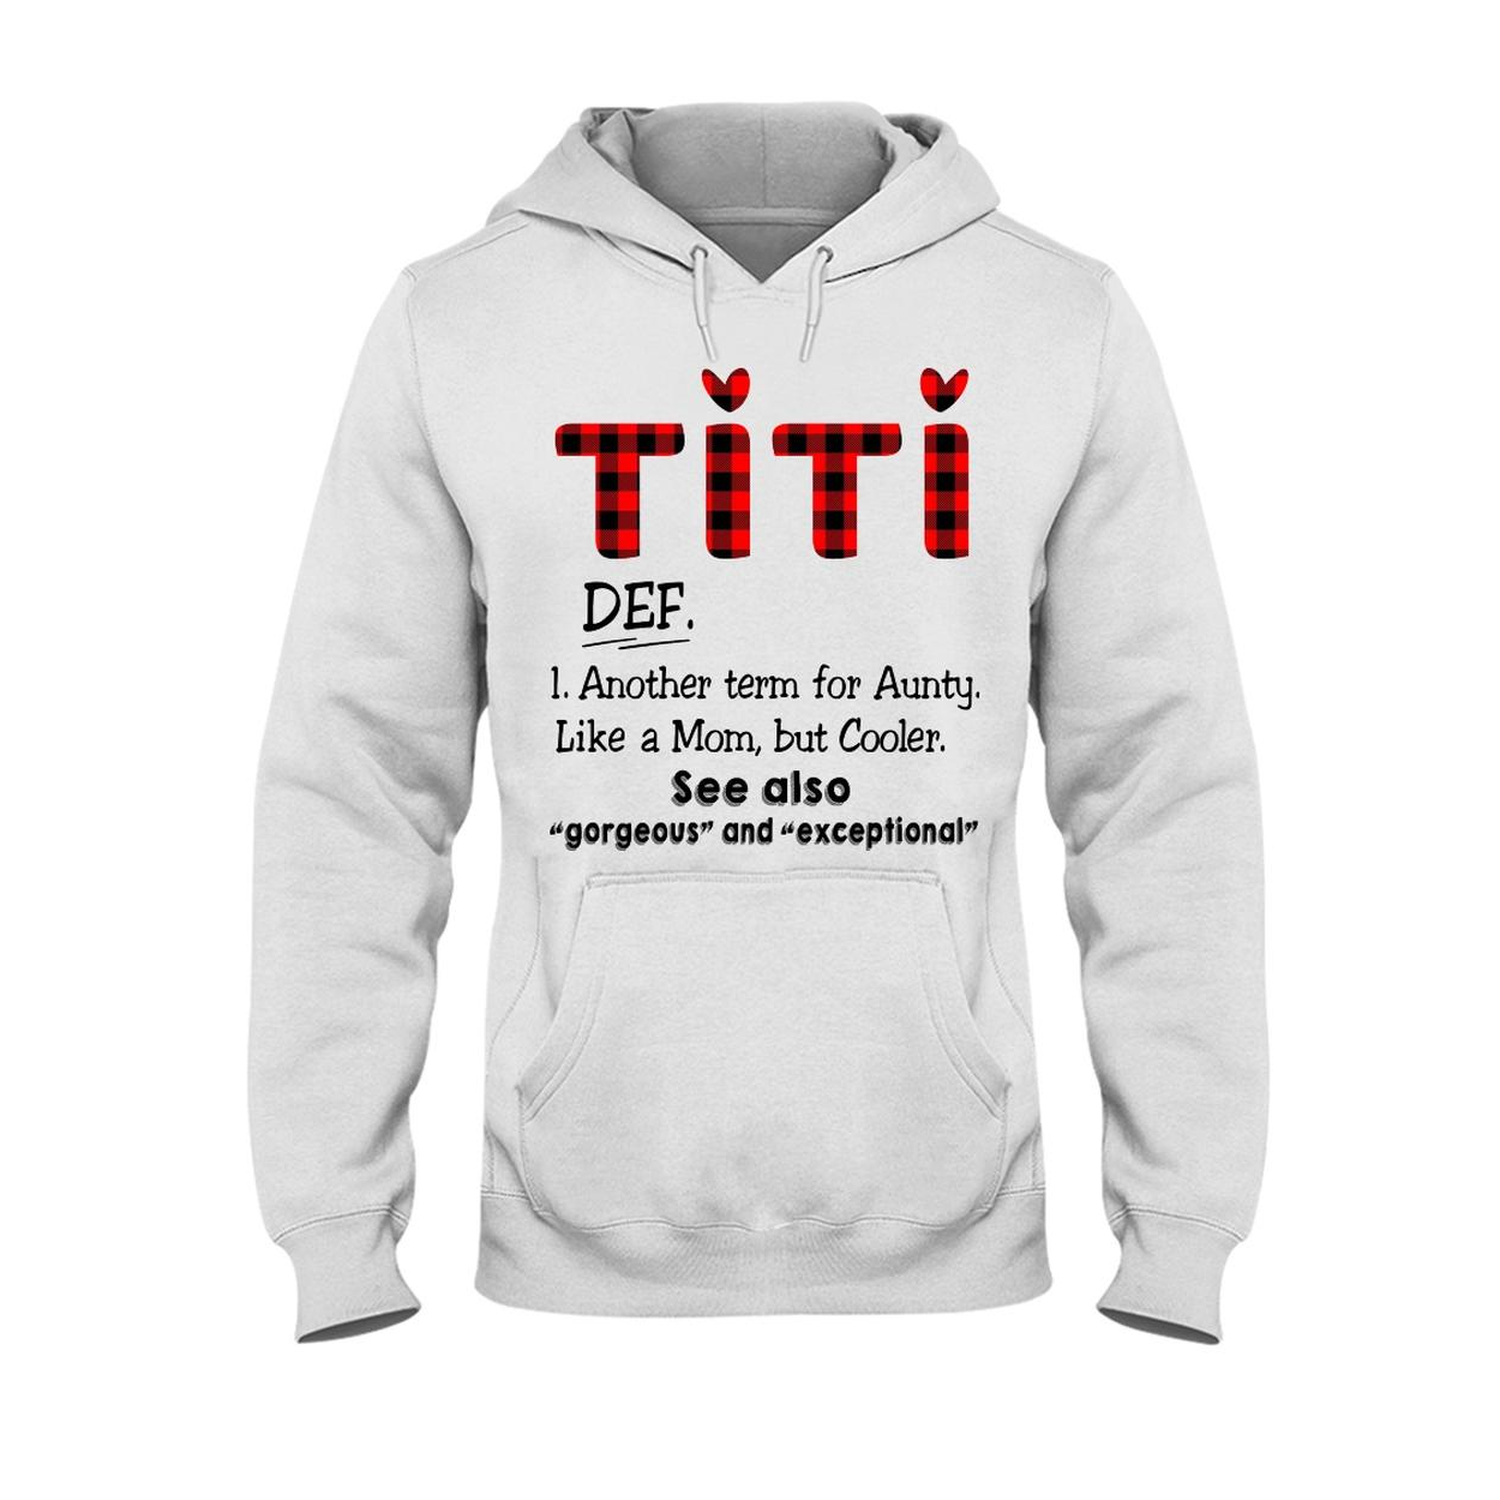 TiTi
DEF.
1. Another term for Aunty.
Like a Mom, but Cooler.
See also
“gorgeous” and “exceptional”